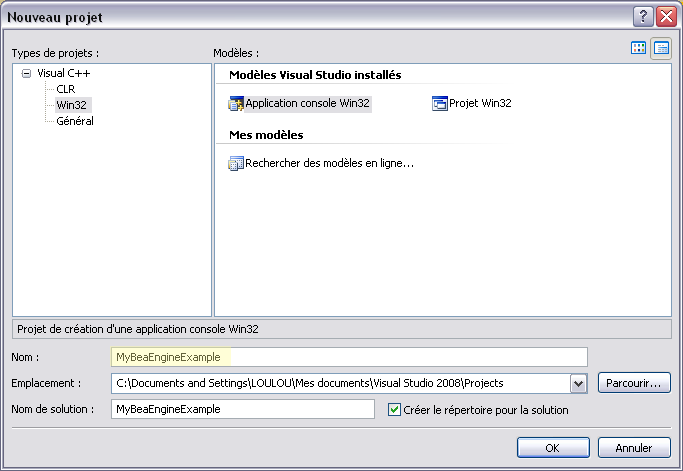 Nouveau projet
Types de projets :
Modèles :
Visual C++
CLR
Win32
Général
Modèles Visual Studio installés
Application console Win32
Projet Win32
Mes modèles
Rechercher des modèles en ligne...
Projet de création d'une application console Win32
Nom :
MyBeaEngineExample
Emplacement :
C:\Documents and Settings\LOULOU\Mes documents\Visual Studio 2008\Projects
Parcourir...
Nom de solution :
MyBeaEngineExample
Créer le répertoire pour la solution
OK
Annuler